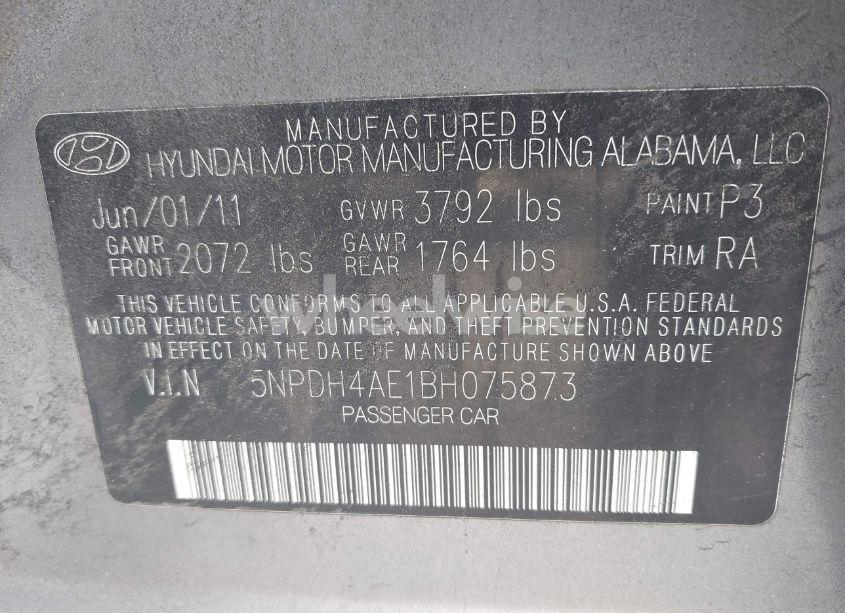 MANUFACTURED BY
HYUNDAI MOTOR MANUFACTURING ALABAMA, LLC
Jun/01/11 GVWR 3792 lbs PAINT P3
GAWR FRONT 2072 lbs GAWR REAR 1764 lbs TRIM RA
THIS VEHICLE CONFORMS TO ALL APPLICABLE U.S.A. FEDERAL
MOTOR VEHICLE SAFETY, BUMPER, AND THEFT PREVENTION STANDARDS
IN EFFECT ON THE DATE OF MANUFACTURE SHOWN ABOVE
V.I.N 5NPDH4AE1BH075873
PASSENGER CAR